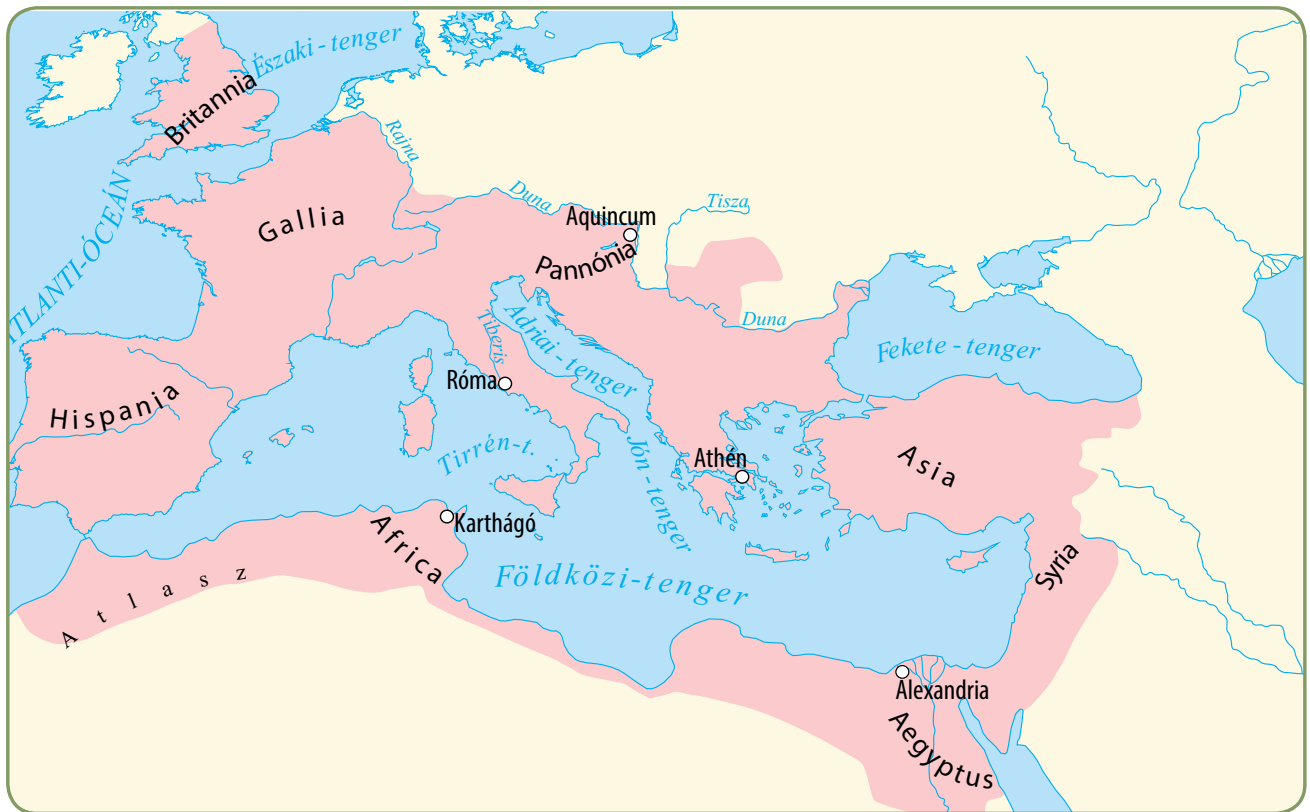 Északi-tenger
Britannia
Rajna
ATLANTI-ÓCEÁN
Gallia
Duna
Aquincum
Tisza
Pannónia
Duna
Adriai-tenger
Tiberis
Fekete-tenger
Róma
Hispania
Tirrén-t.
Jón-tenger
Athén
Asia
Karthágó
Africa
Syria
Földközi-tenger
Atlasz
Alexandria
Aegyptus